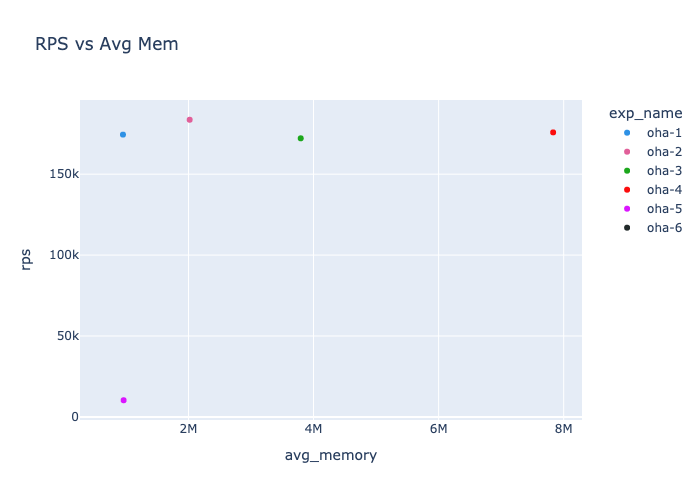 RPS vs Avg Mem
exp_name
oha-1
oha-2
oha-3
oha-4
oha-5
oha-6
rps
150k
100k
50k
0
2M
4M
6M
8M
avg_memory